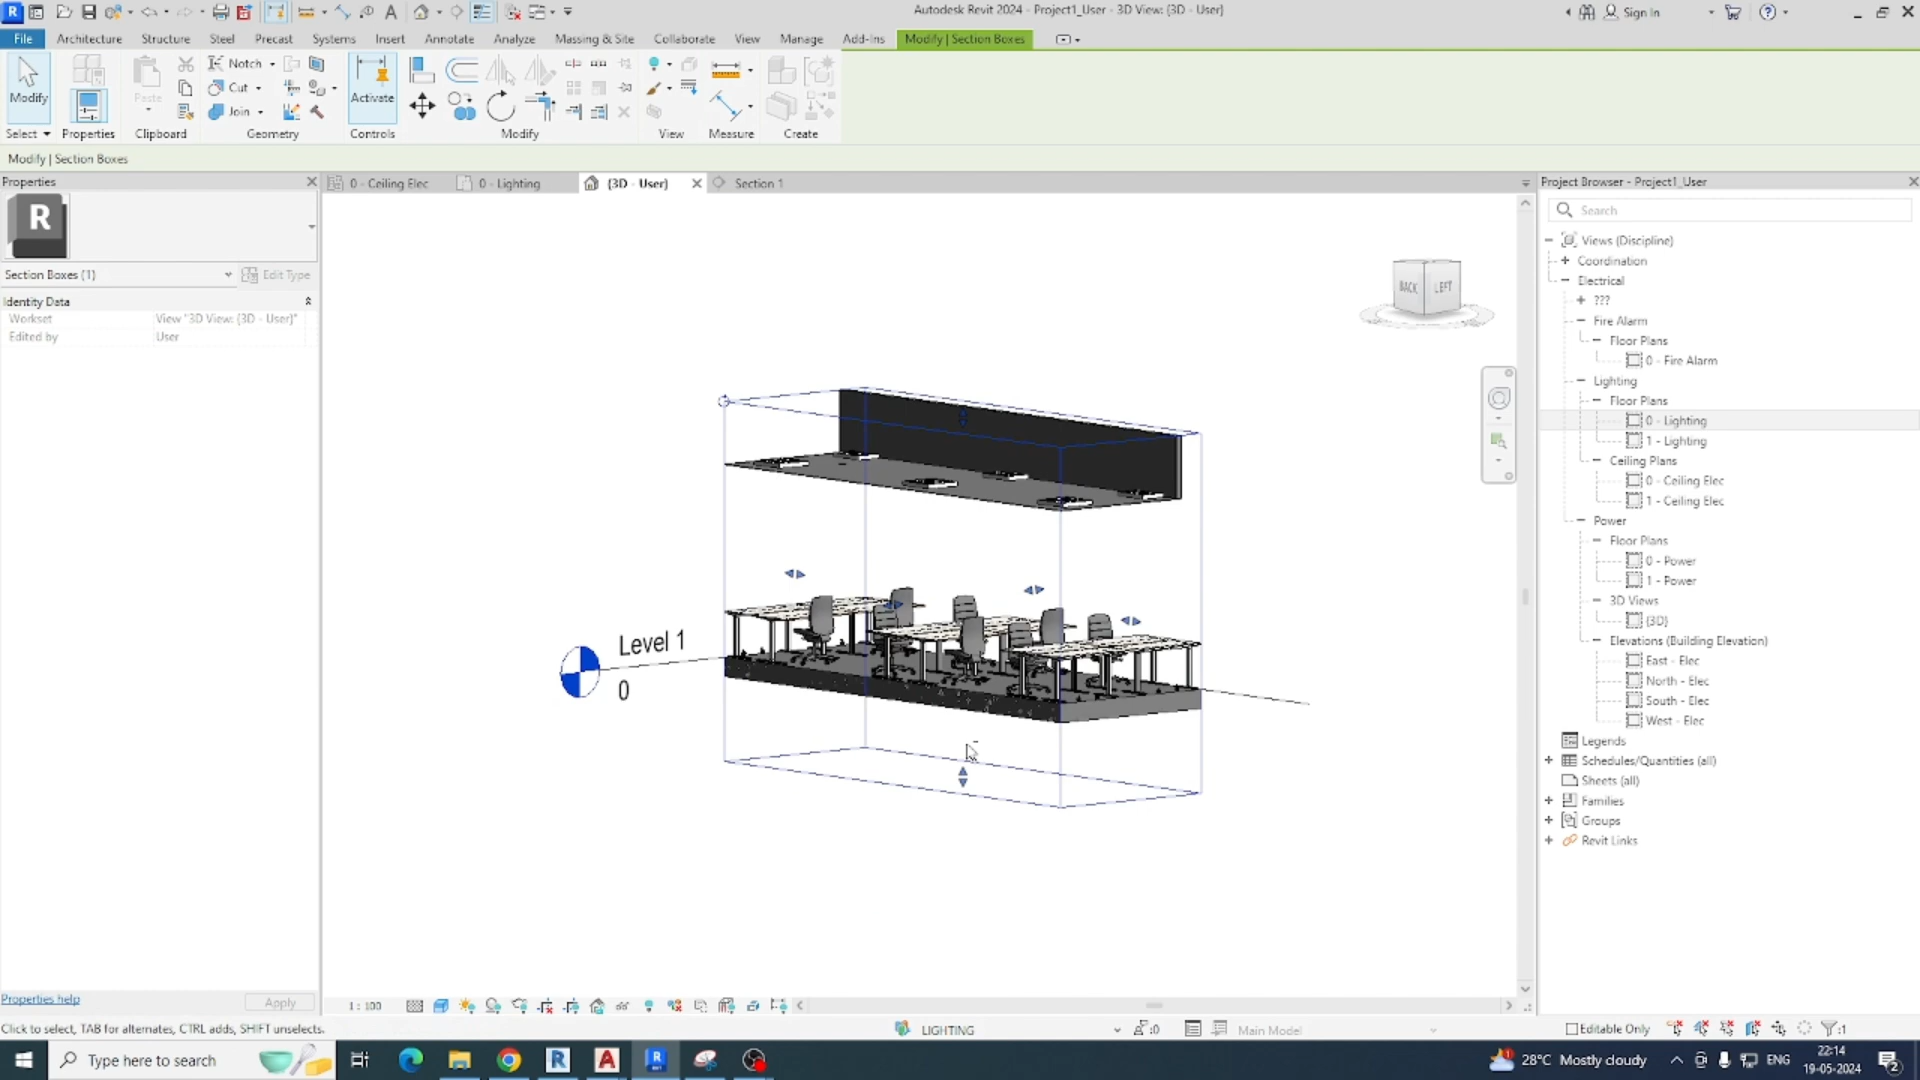 Autodesk Revit 2024 - Project1_User - 3D View: {3D - User}
Sign In
File Architecture Structure Steel Precast Systems Insert Annotate Analyze Massing & Site Collaborate View Manage Add-Ins Modify | Section Boxes
Modify
Paste
Notch
Cut
Join
Activate
Select Properties Clipboard Geometry Controls Modify View Measure Create
Modify | Section Boxes
Properties
R
Section Boxes (1)
Edit Type
Identity Data
Workset View "3D View: {3D - User}"
Edited by User
Properties help
Apply
0 - Ceiling Elec
0 - Lighting
{3D - User}
Section 1
BACK LEFT
Level 1
0
1 : 100
Project Browser - Project1_User
Search
Views (Discipline)
Coordination
Electrical
???
Fire Alarm
Floor Plans
0 - Fire Alarm
Lighting
Floor Plans
0 - Lighting
1 - Lighting
Ceiling Plans
0 - Ceiling Elec
1 - Ceiling Elec
Power
Floor Plans
0 - Power
1 - Power
3D Views
{3D}
Elevations (Building Elevation)
East - Elec
North - Elec
South - Elec
West - Elec
Legends
Schedules/Quantities (all)
Sheets (all)
Families
Groups
Revit Links
Click to select, TAB for alternates, CTRL adds, SHIFT unselects.
LIGHTING
:0
Main Model
Editable Only
:1
Type here to search
28°C Mostly cloudy
ENG
22:14
19-05-2024
2